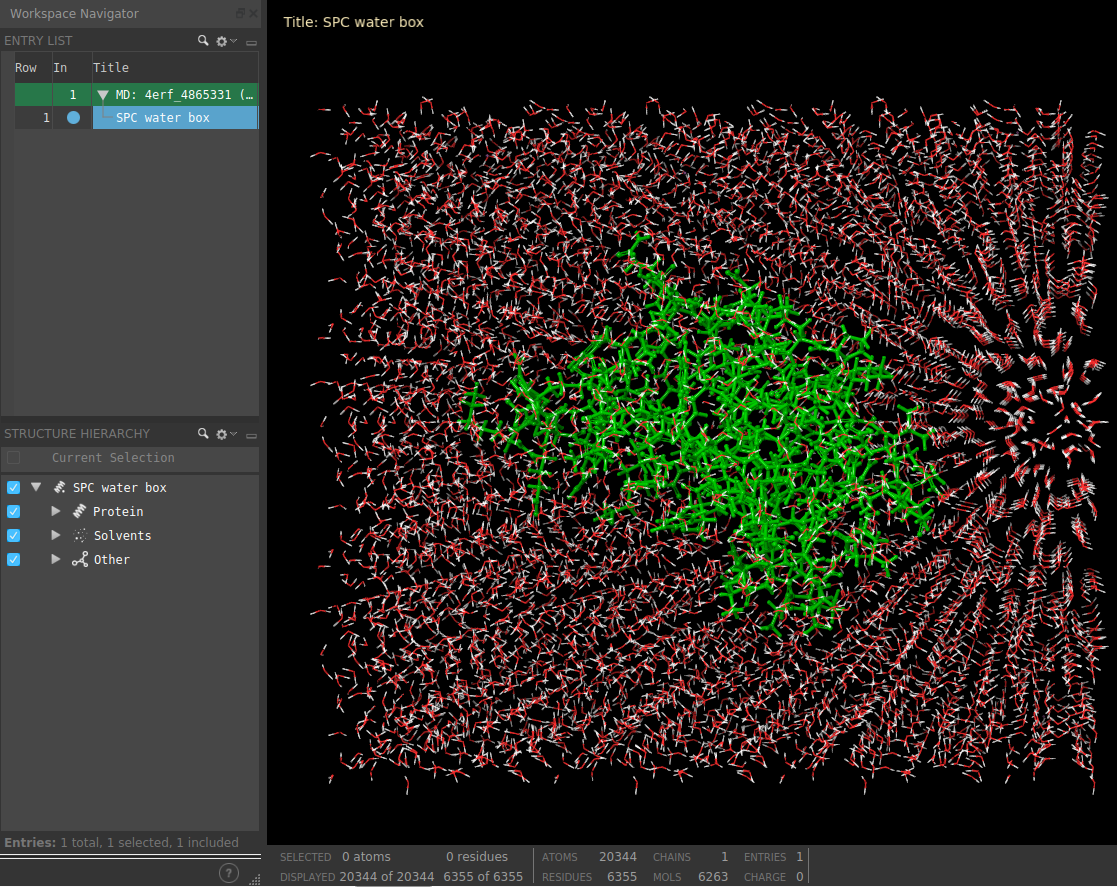 Workspace Navigator
ENTRY LIST
Row In Title
1 MD: 4erf_4865331 (…
1 SPC water box
STRUCTURE HIERARCHY
Current Selection
SPC water box
Protein
Solvents
Other
Entries: 1 total, 1 selected, 1 included
?
Title: SPC water box
SELECTED 0 atoms 0 residues ATOMS 20344 CHAINS 1 ENTRIES 1
DISPLAYED 20344 of 20344 6355 of 6355 RESIDUES 6355 MOLS 6263 CHARGE 0